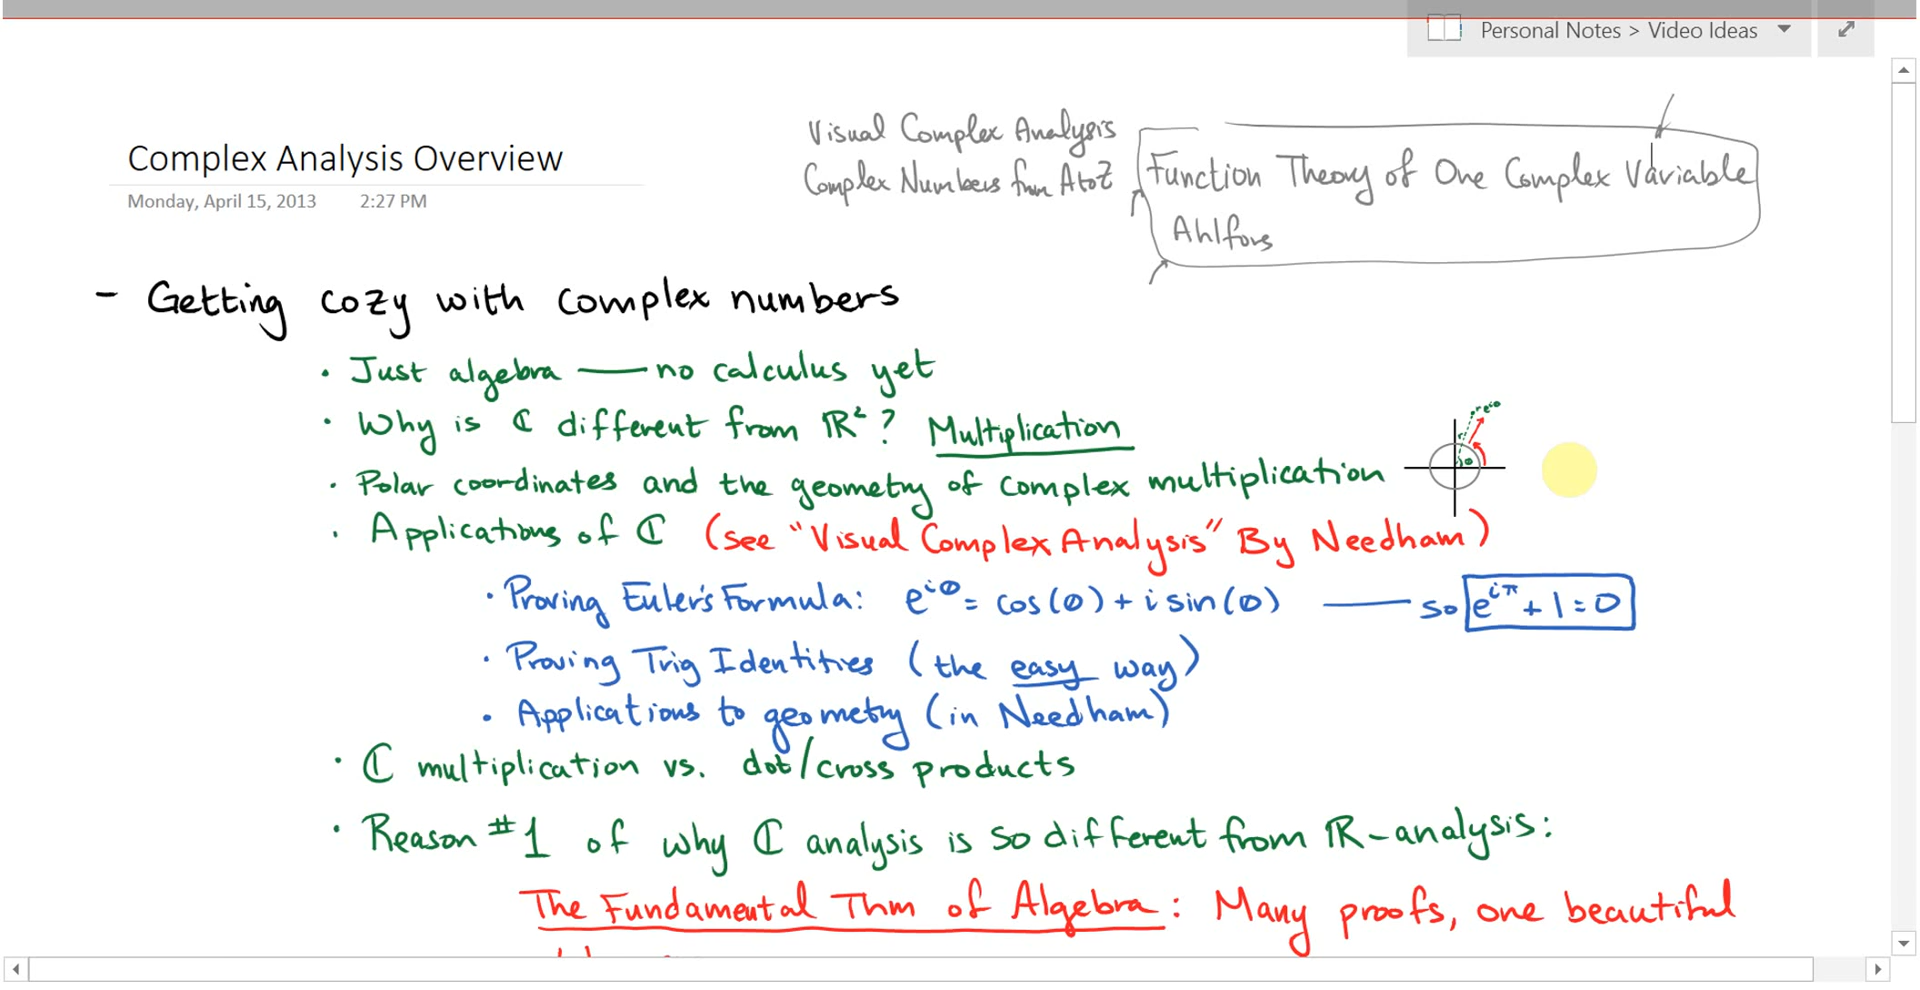 Personal Notes > Video Ideas
Complex Analysis Overview
Monday, April 15, 2013 2:27 PM
Visual Complex Analysis
Complex Numbers from A to Z
Function Theory of One Complex Variable
Ahlfors
- Getting cozy with complex numbers
• Just algebra — no calculus yet
• Why is ℂ different from ℝ²? Multiplication
• Polar coordinates and the geometry of complex multiplication
r
θ
re^{iθ}
• Applications of ℂ (see "Visual Complex Analysis" By Needham)
• Proving Euler's Formula: e^{iθ} = cos(θ) + i sin(θ) — so e^{iπ} + 1 = 0
• Proving Trig Identities (the easy way)
• Applications to geometry (in Needham)
• ℂ multiplication vs. dot/cross products
• Reason #1 of why ℂ analysis is so different from ℝ-analysis:
The Fundamental Thm of Algebra: Many proofs, one beautiful